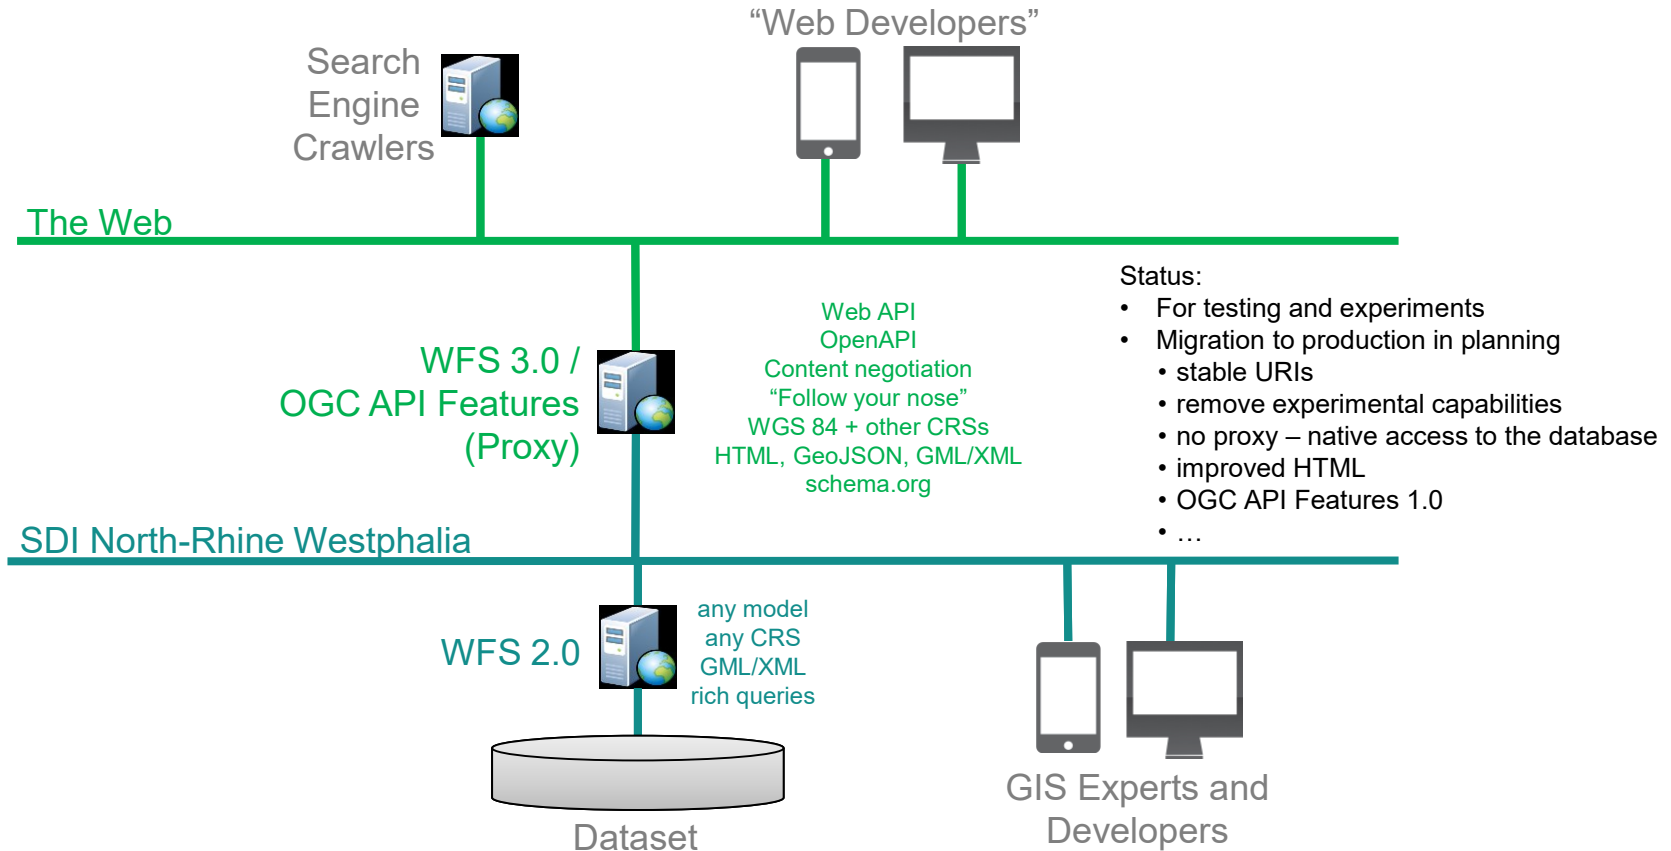 “Web Developers”
Search
Engine
Crawlers
The Web
Status:
• For testing and experiments
• Migration to production in planning
• stable URIs
• remove experimental capabilities
• no proxy – native access to the database
• improved HTML
• OGC API Features 1.0
• …
Web API
OpenAPI
Content negotiation
“Follow your nose”
WGS 84 + other CRSs
HTML, GeoJSON, GML/XML
schema.org
WFS 3.0 /
OGC API Features
(Proxy)
SDI North-Rhine Westphalia
WFS 2.0
any model
any CRS
GML/XML
rich queries
Dataset
GIS Experts and
Developers